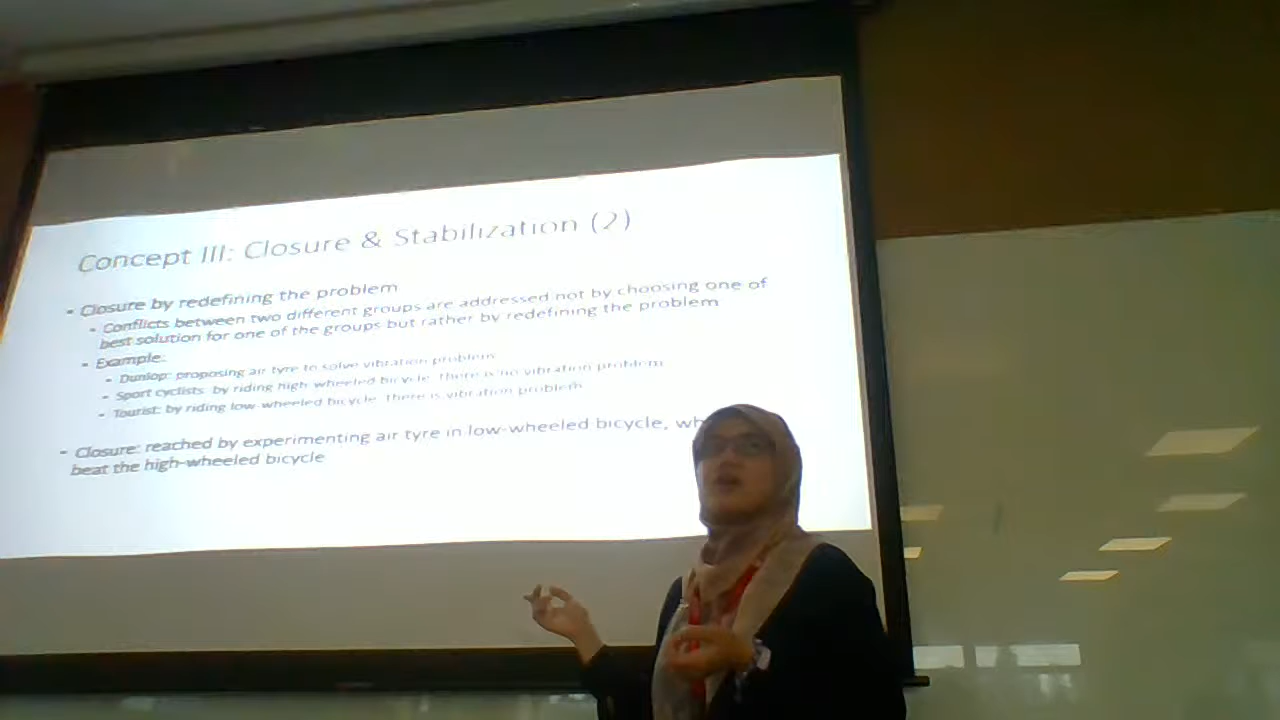 Concept III: Closure & Stabilization (2)
• Closure by redefining the problem
• Conflicts between two different groups are addressed not by choosing one of
best solution for one of the groups but rather by redefining the problem
• Example:
• Dunlop: proposing air tyre to solve vibration problem
• Sport cyclists: by riding high-wheeled bicycle, there is no vibration problem
• Tourist: by riding low-wheeled bicycle, there is vibration problem
• Closure: reached by experimenting air tyre in low-wheeled bicycle,
beat the high-wheeled bicycle